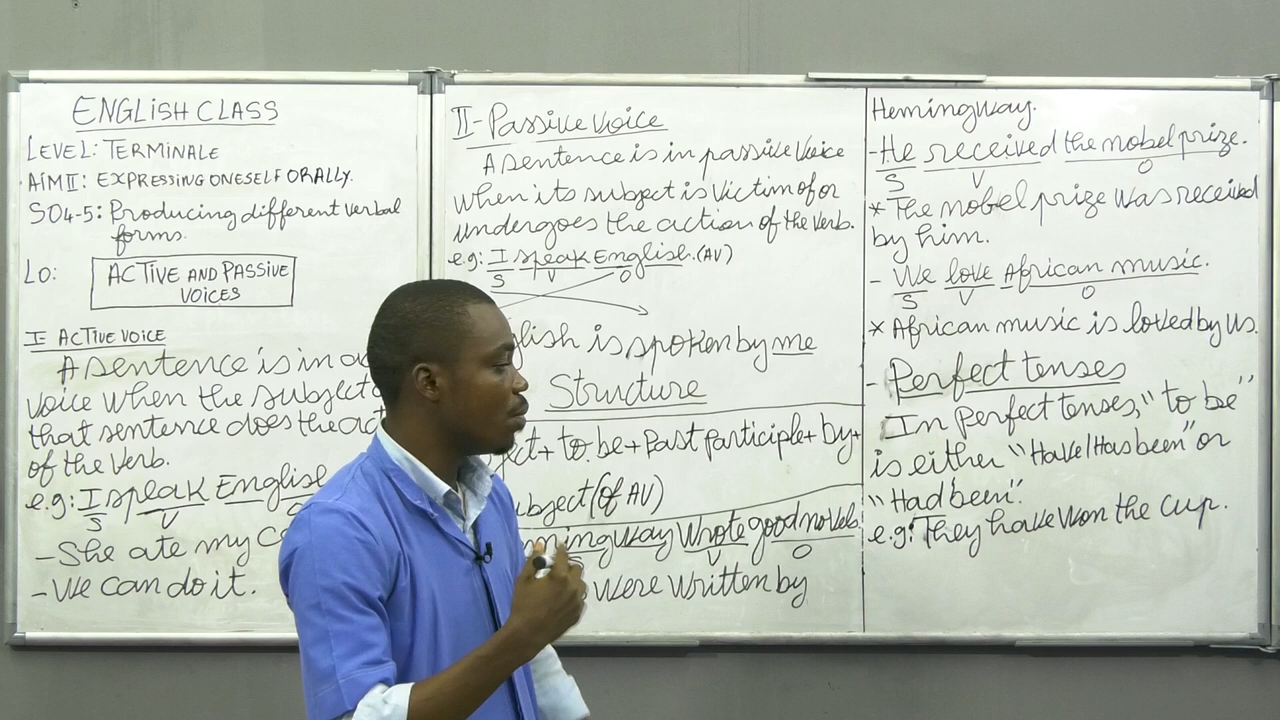 ENGLISH CLASS
LEVEL: TERMINALE
AIM II: EXPRESSING ONESELF ORALLY.
SO4-5: Producing different verbal
forms.
LO: ACTIVE AND PASSIVE
VOICES
I- ACTIVE VOICE
A sentence is in
voice when the subject
that sentence does the
of the verb.
e.g: I speak English
S V
- She ate my
- We can do it.
II- Passive voice
A sentence is in passive voice
when its subject is victim of or
undergoes the action of the verb.
e.g: I speak English. (AV)
S V O
is spoken by me
Structure
+ to be + Past participle + by +
(of AV)
Wrote good novels
V O
were written by
Hemingway.
- He received the nobel prize.
S V O
* The nobel prize was received
by him.
- We love African music.
S V O
* African music is loved by us.
- Perfect tenses
In perfect tenses, "to be"
is either "Have/Has been" or
"Had been".
e.g: They have won the cup.